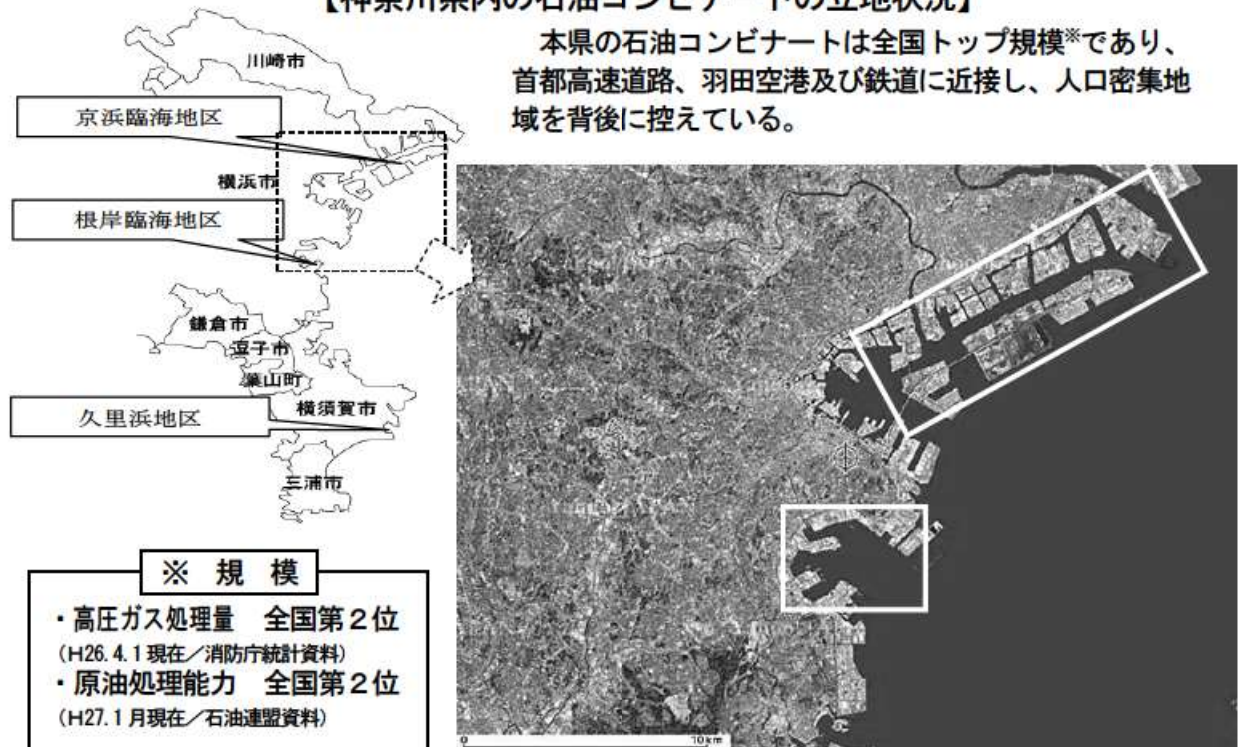 【神奈川県内の石油コンビナートの立地状況】
本県の石油コンビナートは全国トップ規模※であり、
首都高速道路、羽田空港及び鉄道に近接し、人口密集地
域を背後に控えている。
川崎市
京浜臨海地区
横浜市
根岸臨海地区
鎌倉市
逗子市
葉山町
横須賀市
久里浜地区
三浦市
※ 規 模
・高圧ガス処理量 全国第2位
(H26.4.1現在/消防庁統計資料)
・原油処理能力 全国第2位
(H27.1月現在/石油連盟資料)
0 10km